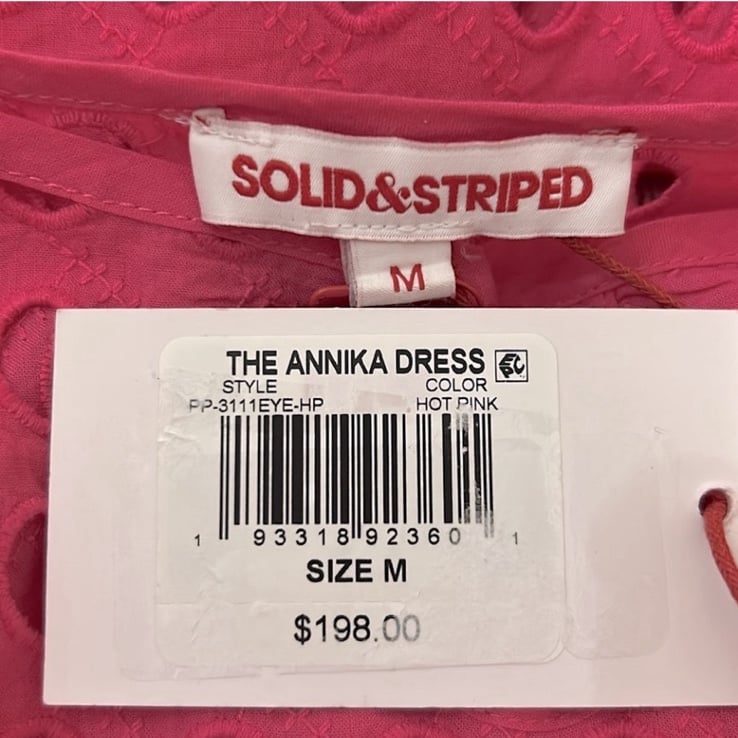 SOLID&STRIPED
M
THE ANNIKA DRESS EPC
STYLE COLOR
PP-3111EYE-HP HOT PINK
1 93318 92360 1
SIZE M
$198.00